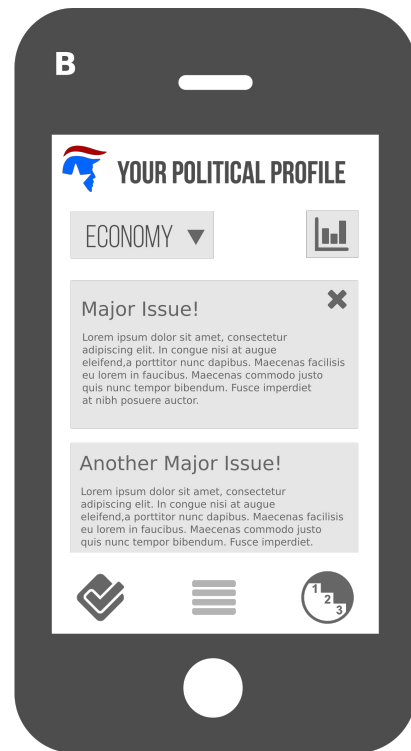 B
YOUR POLITICAL PROFILE
ECONOMY
Major Issue!
Lorem ipsum dolor sit amet, consectetur
adipiscing elit. In congue nisi at augue
eleifend,a porttitor nunc dapibus. Maecenas facilisis
eu lorem in faucibus. Maecenas commodo justo
quis nunc tempor bibendum. Fusce imperdiet
at nibh posuere auctor.
Another Major Issue!
Lorem ipsum dolor sit amet, consectetur
adipiscing elit. In congue nisi at augue
eleifend,a porttitor nunc dapibus. Maecenas facilisis
eu lorem in faucibus. Maecenas commodo justo
quis nunc tempor bibendum. Fusce imperdiet.
1
2
3